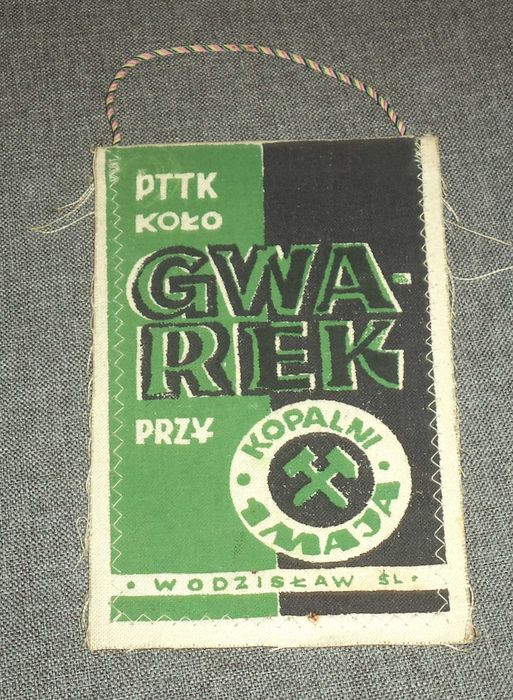 PTTK
KOŁO
GWA-
REK
PRZY
KOPALNI
1 MAJA
• WODZISŁAW ŚL •